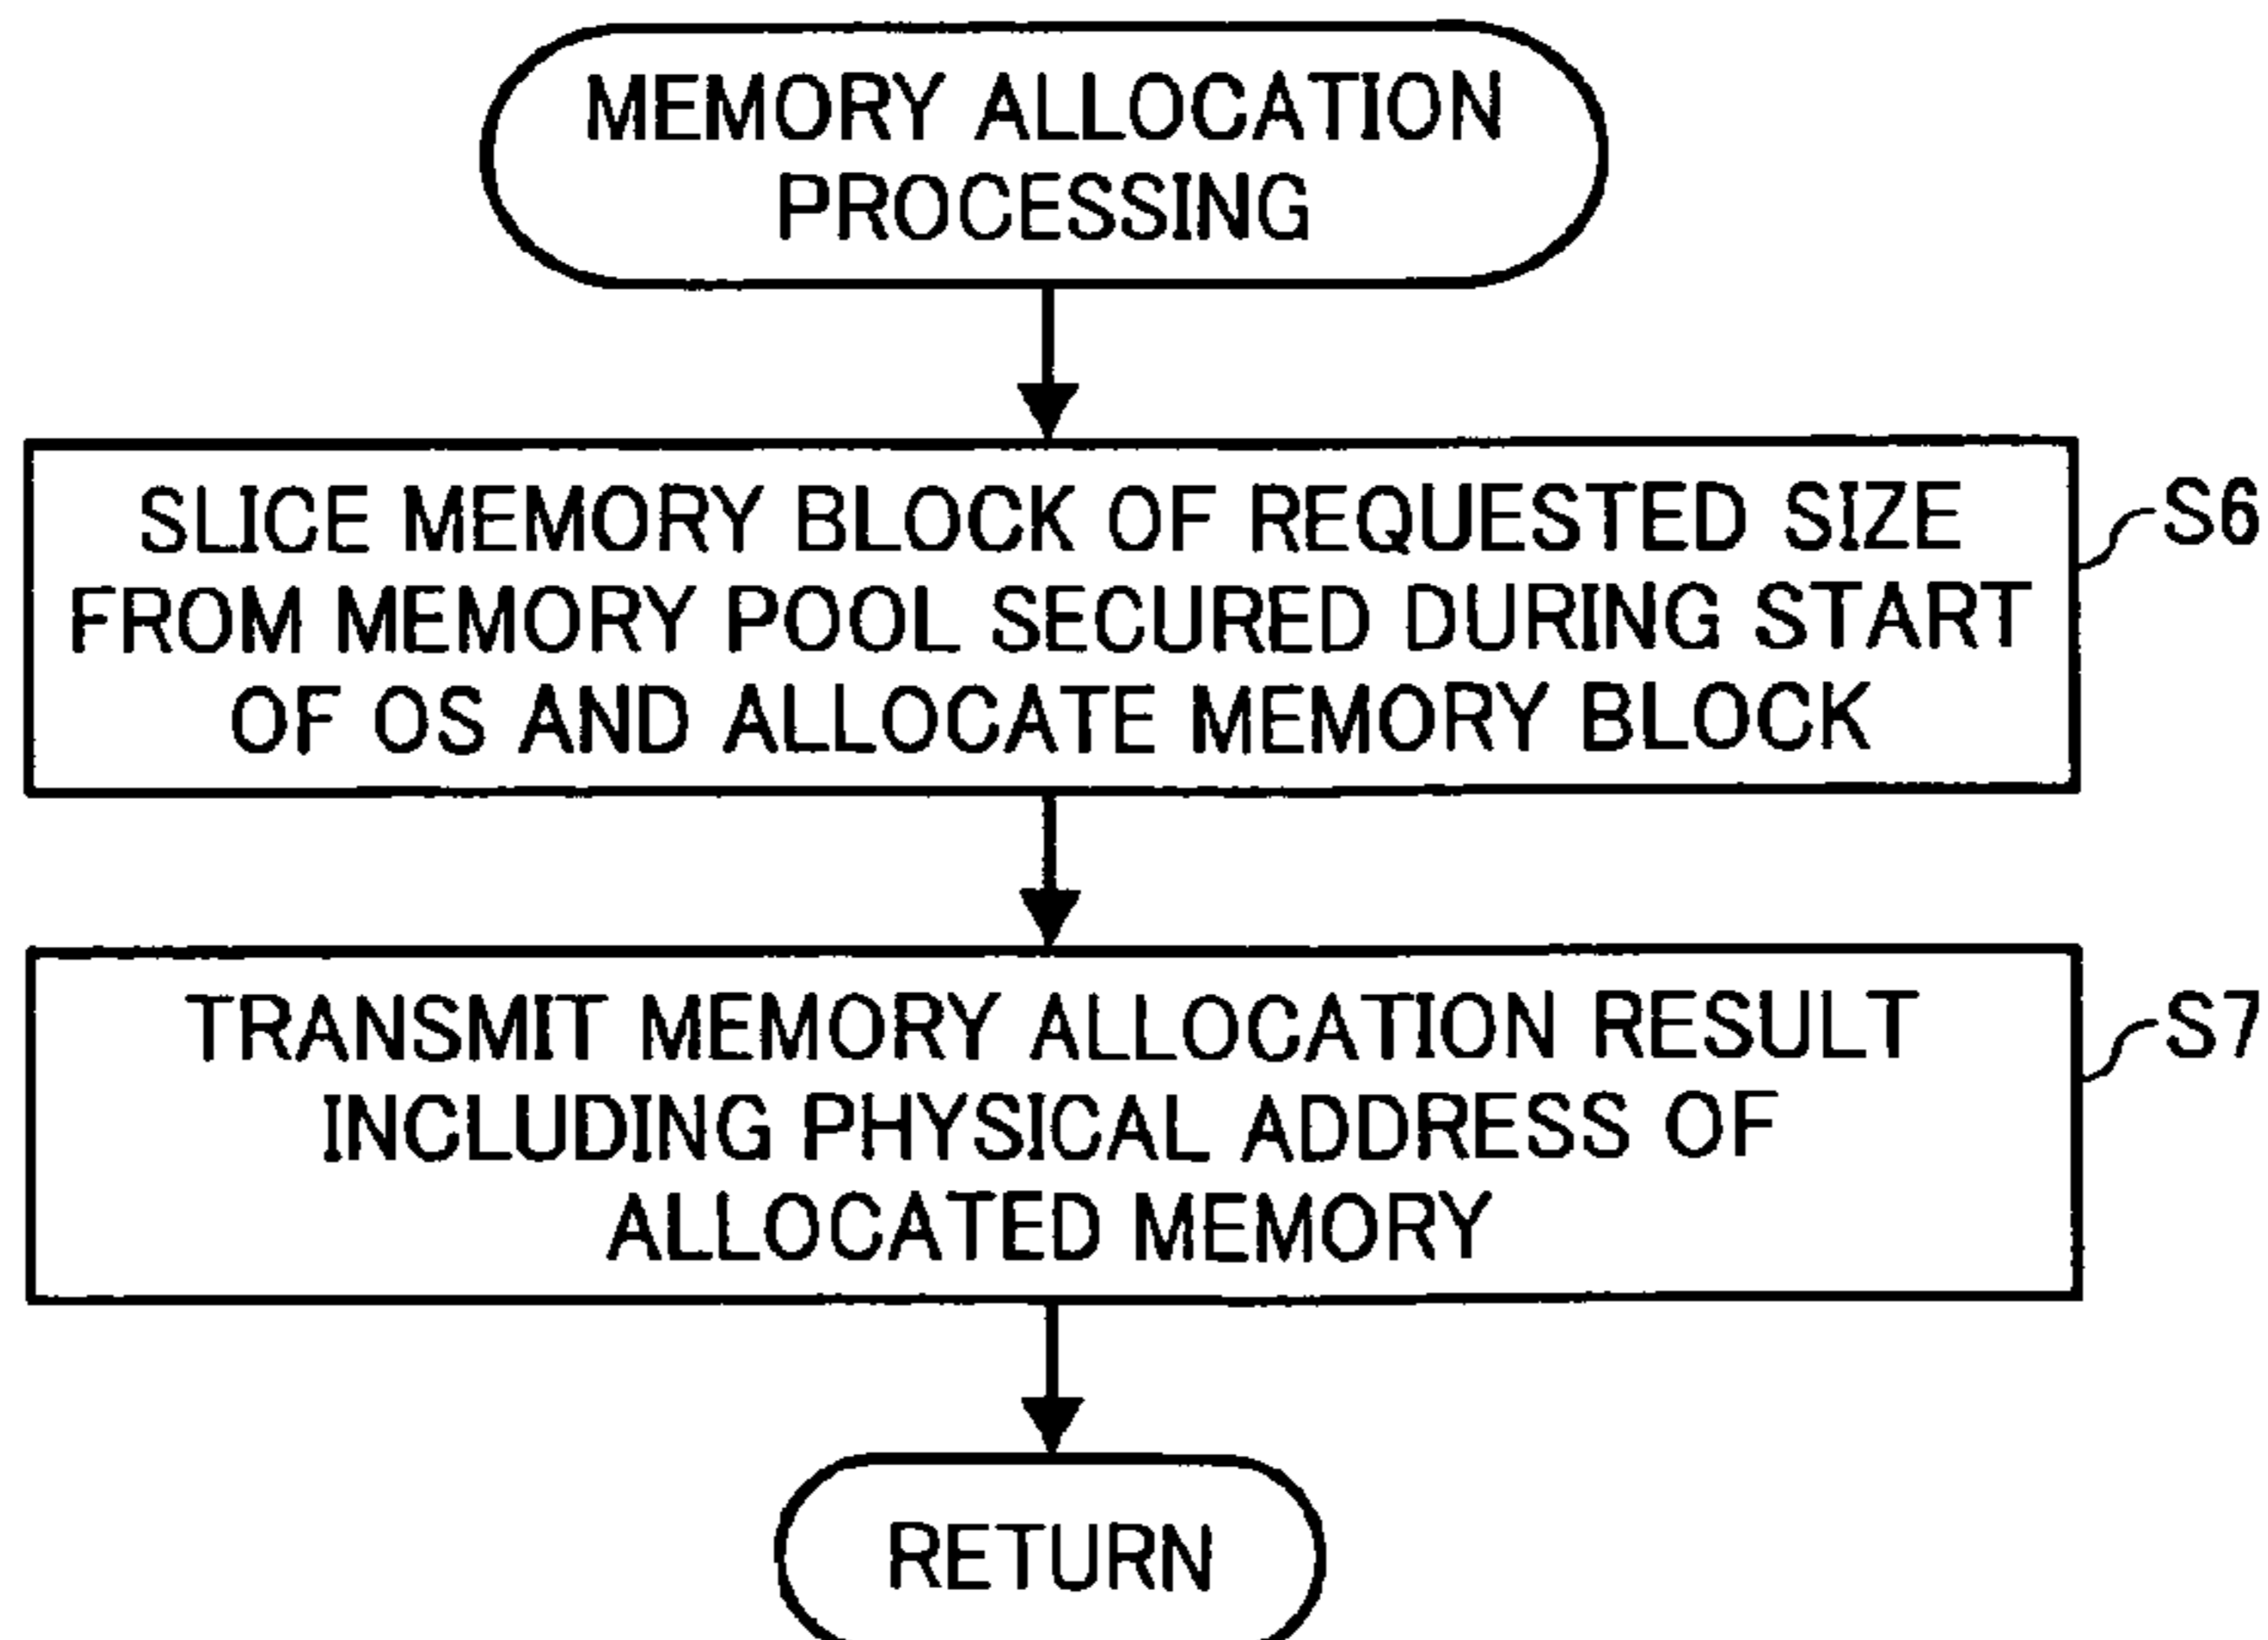 MEMORY ALLOCATION
PROCESSING
SLICE MEMORY BLOCK OF REQUESTED SIZE
FROM MEMORY POOL SECURED DURING START
OF OS AND ALLOCATE MEMORY BLOCK
S6
TRANSMIT MEMORY ALLOCATION RESULT
INCLUDING PHYSICAL ADDRESS OF
ALLOCATED MEMORY
S7
RETURN